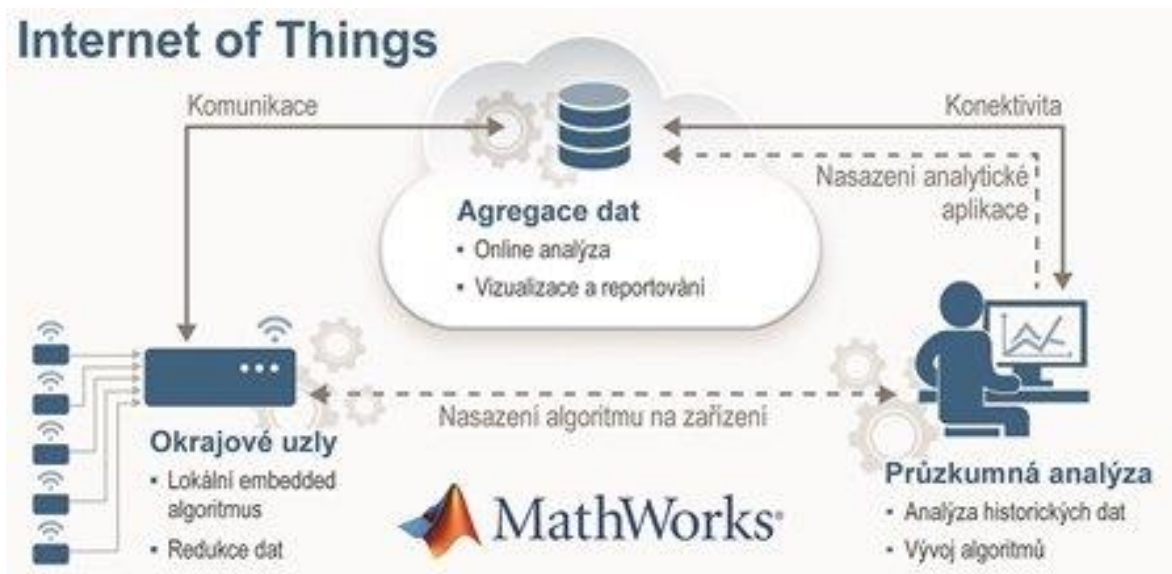 Internet of Things
Komunikace
Konektivita
Nasazení analytické
aplikace
Agregace dat
▪ Online analýza
▪ Vizualizace a reportování
Nasazení algoritmu na zařízení
Okrajové uzly
▪ Lokální embedded
algoritmus
▪ Redukce dat
Průzkumná analýza
▪ Analýza historických dat
▪ Vývoj algoritmů
MathWorks®